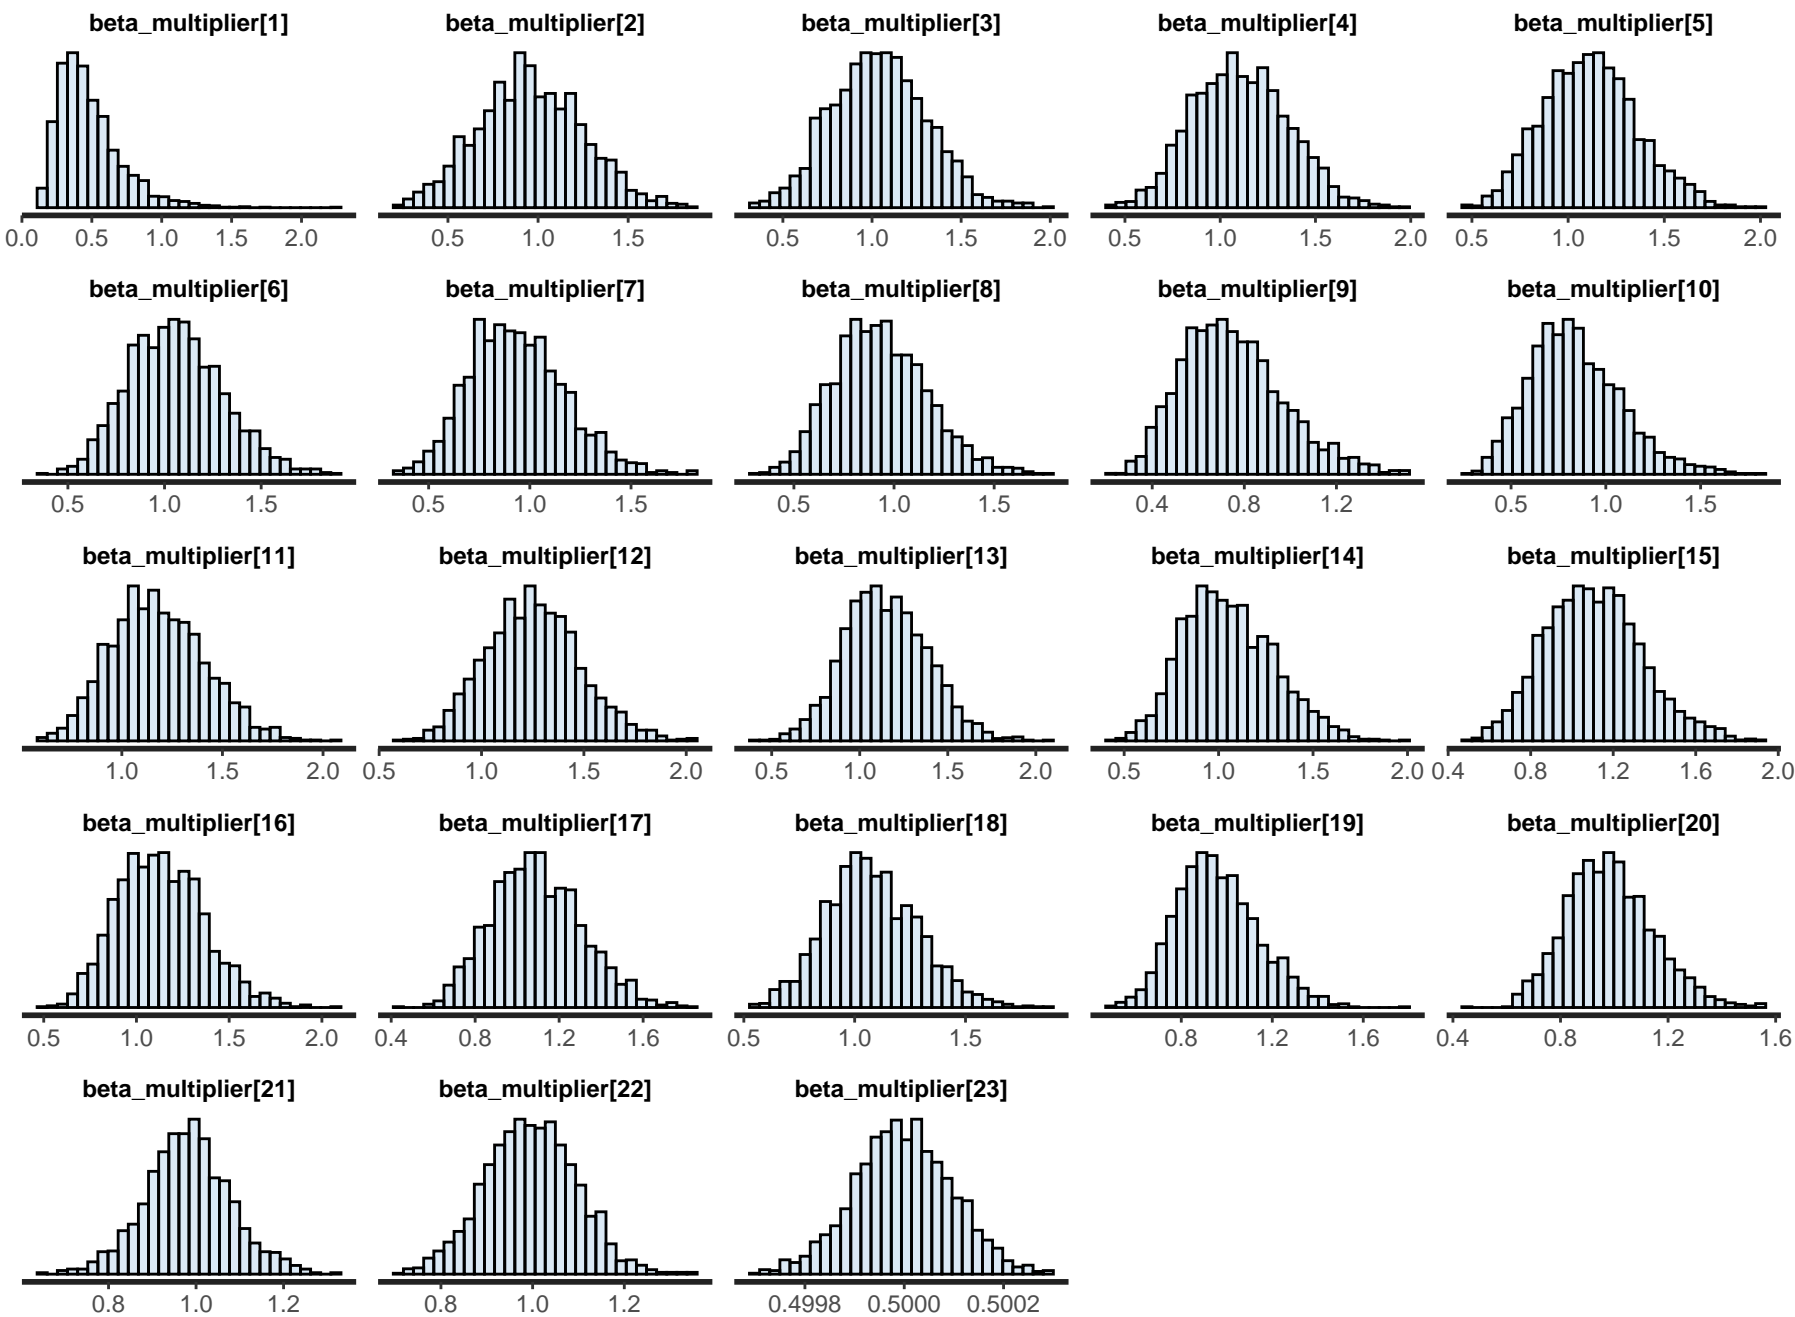 beta_multiplier[1] beta_multiplier[2] beta_multiplier[3] beta_multiplier[4] beta_multiplier[5]
0.0 0.5 1.0 1.5 2.0 0.5 1.0 1.5 0.5 1.0 1.5 2.0 0.5 1.0 1.5 2.0 0.5 1.0 1.5 2.0
beta_multiplier[6] beta_multiplier[7] beta_multiplier[8] beta_multiplier[9] beta_multiplier[10]
0.5 1.0 1.5 0.5 1.0 1.5 0.5 1.0 1.5 0.4 0.8 1.2 0.5 1.0 1.5
beta_multiplier[11] beta_multiplier[12] beta_multiplier[13] beta_multiplier[14] beta_multiplier[15]
1.0 1.5 2.0 0.5 1.0 1.5 2.0 0.5 1.0 1.5 2.0 0.5 1.0 1.5 2.0 0.4 0.8 1.2 1.6 2.0
beta_multiplier[16] beta_multiplier[17] beta_multiplier[18] beta_multiplier[19] beta_multiplier[20]
0.5 1.0 1.5 2.0 0.4 0.8 1.2 1.6 0.5 1.0 1.5 0.8 1.2 1.6 0.4 0.8 1.2 1.6
beta_multiplier[21] beta_multiplier[22] beta_multiplier[23]
0.8 1.0 1.2 0.8 1.0 1.2 0.4998 0.5000 0.5002